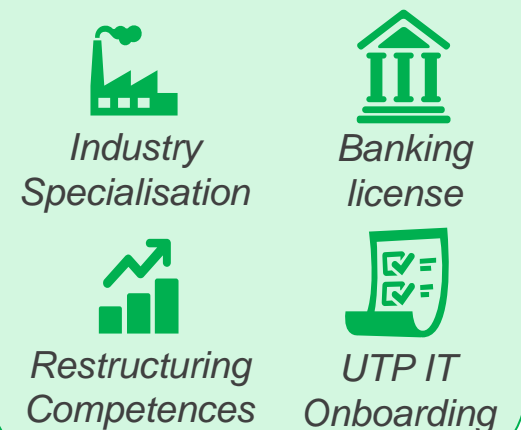 Industry
Specialisation
Banking
license
Restructuring
Competences
UTP IT
Onboarding